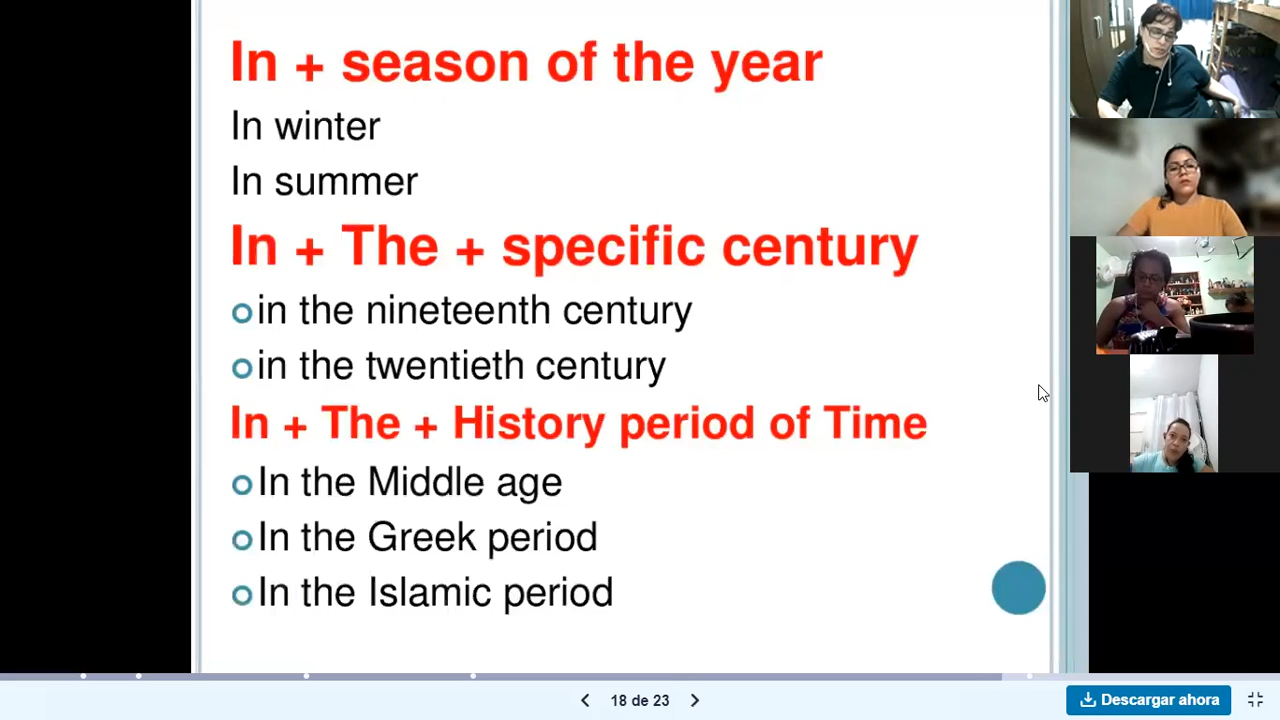 In + season of the year
In winter
In summer
In + The + specific century
in the nineteenth century
in the twentieth century
In + The + History period of Time
In the Middle age
In the Greek period
In the Islamic period
18 de 23
Descargar ahora